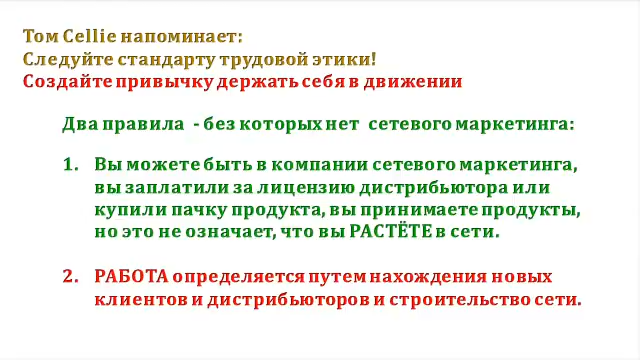 Том Cellie напоминает:
Следуйте стандарту трудовой этики!
Создайте привычку держать себя в движении
Два правила - без которых нет сетевого маркетинга:
1. Вы можете быть в компании сетевого маркетинга,
вы заплатили за лицензию дистрибьютора или
купили пачку продукта, вы принимаете продукты,
но это не означает, что вы РАСТЁТЕ в сети.
2. РАБОТА определяется путем нахождения новых
клиентов и дистрибьюторов и строительство сети.